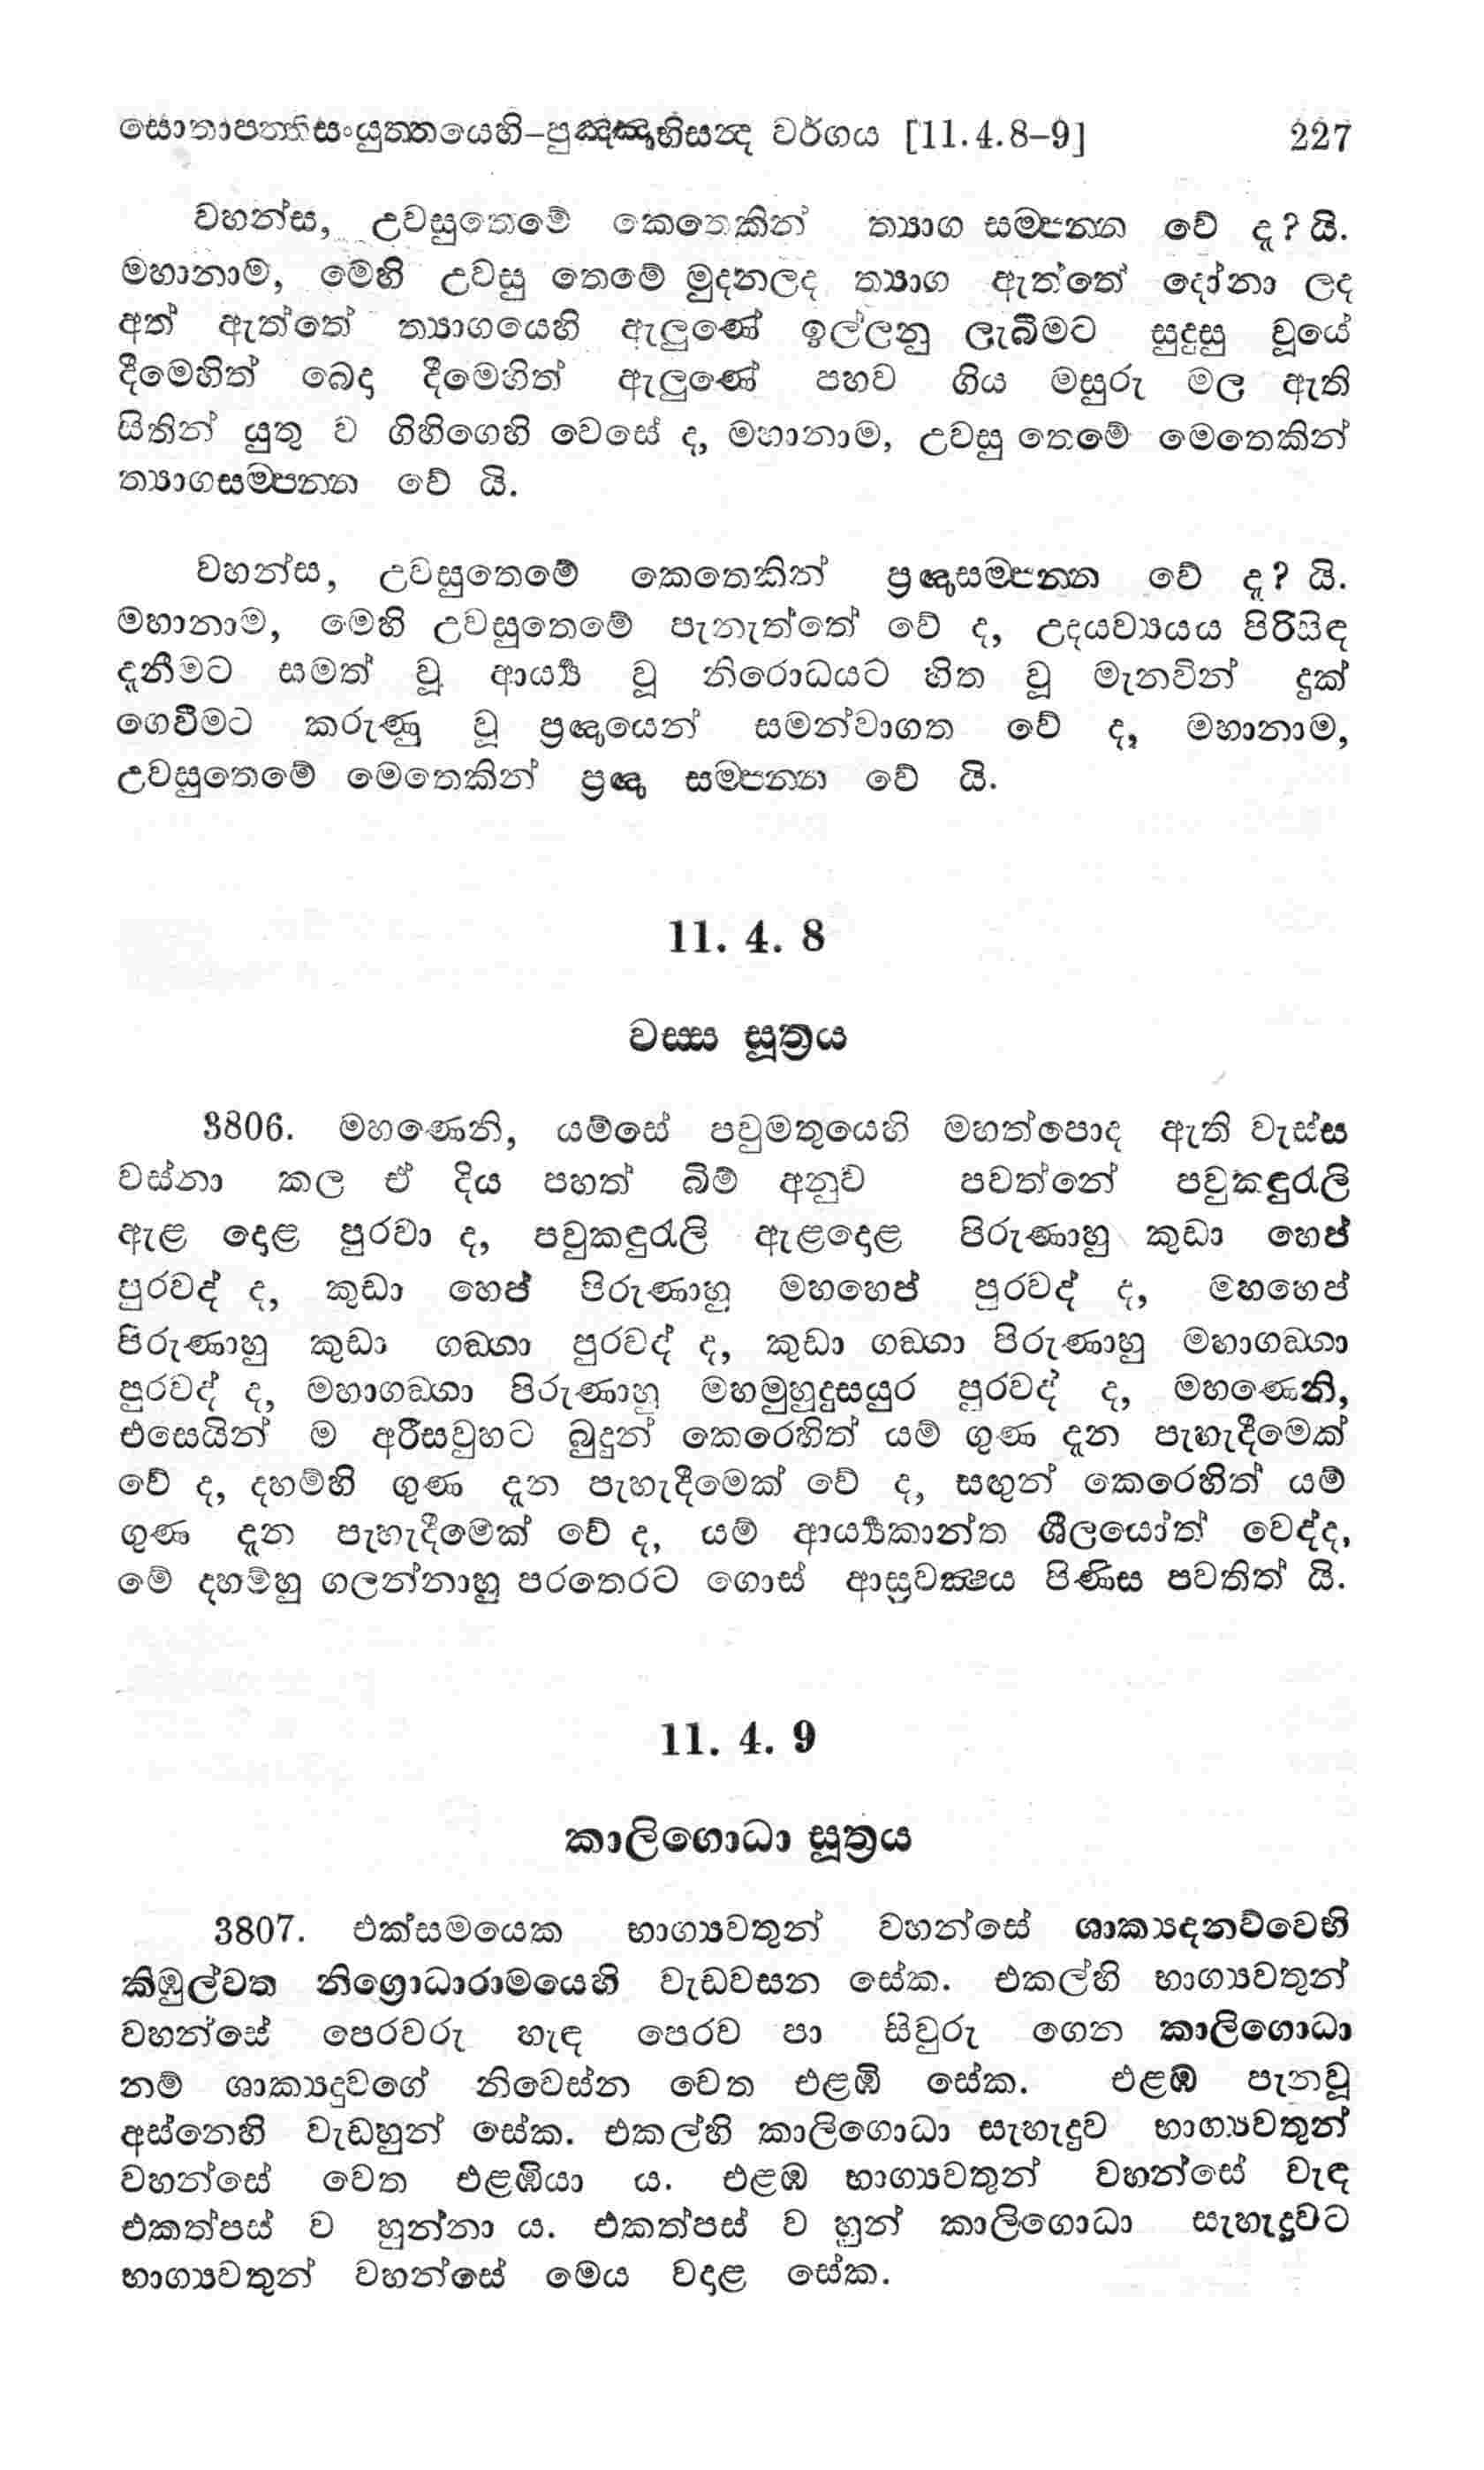 සොතාපත්තිසංයුත්තයෙහි–පුඤ්ඤාභිසන්ද වර්ගය [11.4.8–9] 227
වහන්ස, උවසුතෙමේ කෙතෙකින් ත්‍යාග සම්පන්න වේ දැ? යි.
මහානාම, මෙහි උවසු තෙමේ මුදනලද ත්‍යාග ඇත්තේ දෝනා ලද
අත් ඇත්තේ ත්‍යාගයෙහි ඇලුණේ ඉල්ලනු ලැබීමට සුදුසු වූයේ
දීමෙහිත් බෙදා දීමෙහිත් ඇලුණේ පහව ගිය මසුරු මල ඇති
සිතින් යුතු ව ගිහිගෙහි වෙසේ ද, මහානාම, උවසු තෙමේ මෙතෙකින්
ත්‍යාගසම්පන්න වේ යි.
වහන්ස, උවසුතෙමේ කෙතෙකින් ප්‍රඥාසම්පන්න වේ දැ? යි.
මහානාම, මෙහි උවසුතෙමේ පැනැත්තේ වේ ද, උදයව්‍යයය පිරිසිඳ
දැනීමට සමත් වූ ආර්‍ය්‍ය වූ නිරොධයට හිත වූ මැනවින් දුක්
ගෙවීමට කරුණු වූ ප්‍රඥායෙන් සමන්වාගත වේ ද, මහානාම,
උවසුතෙමේ මෙතෙකින් ප්‍රඥා සම්පන්‍යා වේ යි.
11. 4. 8
වස්ස සූත්‍රය
3806. මහණෙනි, යම්සේ පවුමතුයෙහි මහත්පොද ඇති වැස්ස
වස්නා කල ඒ දිය පහත් බිම් අනුව පවත්නේ පවුකඳුරැලි
ඇළ දොළ පුරවා ද, පවුකඳුරැලි ඇළදොළ පිරුණාහු කුඩා හෙප්
පුරවද් ද, කුඩා හෙප් පිරුණාහු මහහෙප් පුරවද් ද, මහහෙප්
පිරුණාහු කුඩා ගඞ්ගා පුරවද් ද, කුඩා ගඞ්ගා පිරුණාහු මහාගඞ්ගා
පුරවද් ද, මහාගඞ්ගා පිරුණාහු මහමුහුදුසයුර පුරවද් ද, මහණෙනි,
එසෙයින් ම අරිසවුහට බුදුන් කෙරෙහිත් යම් ගුණ දැන පැහැදීමෙක්
වේ ද, දහම්හි ගුණ දැන පැහැදීමෙක් වේ ද, සඟුන් කෙරෙහිත් යම්
ගුණ දැන පැහැදීමෙක් වේ ද, යම් ආර්‍ය්‍යකාන්ත ශීලයෝත් වෙද්ද,
මේ දහම්හු ගලන්නාහු පරතෙරට ගොස් ආස්‍රවක්ෂය පිණිස පවතිත් යි.
11. 4. 9
කාලිගොධා සූත්‍රය
3807. එක්සමයෙක භාග්‍යවතුන් වහන්සේ ශාක්‍යදනව්වෙහි
කිඹුල්වත නිග්‍රොධාරාමයෙහි වැඩවසන සේක. එකල්හි භාග්‍යවතුන්
වහන්සේ පෙරවරු හැඳ පෙරව පා සිවුරු ගෙන කාලිගොධා
නම් ශාක්‍යදුවගේ නිවෙස්න වෙත එළඹි සේක. එළඹ පැනවූ
අස්නෙහි වැඩහුන් සේක. එකල්හි කාලිගොධා සැහැදුව භාග්‍යවතුන්
වහන්සේ වෙත එළඹියා ය. එළඹ භාග්‍යවතුන් වහන්සේ වැඳ
එකත්පස් ව හුන්නා ය. එකත්පස් ව හුන් කාලිගොධා සැහැදුවට
භාග්‍යවතුන් වහන්සේ මෙය වදාළ සේක.